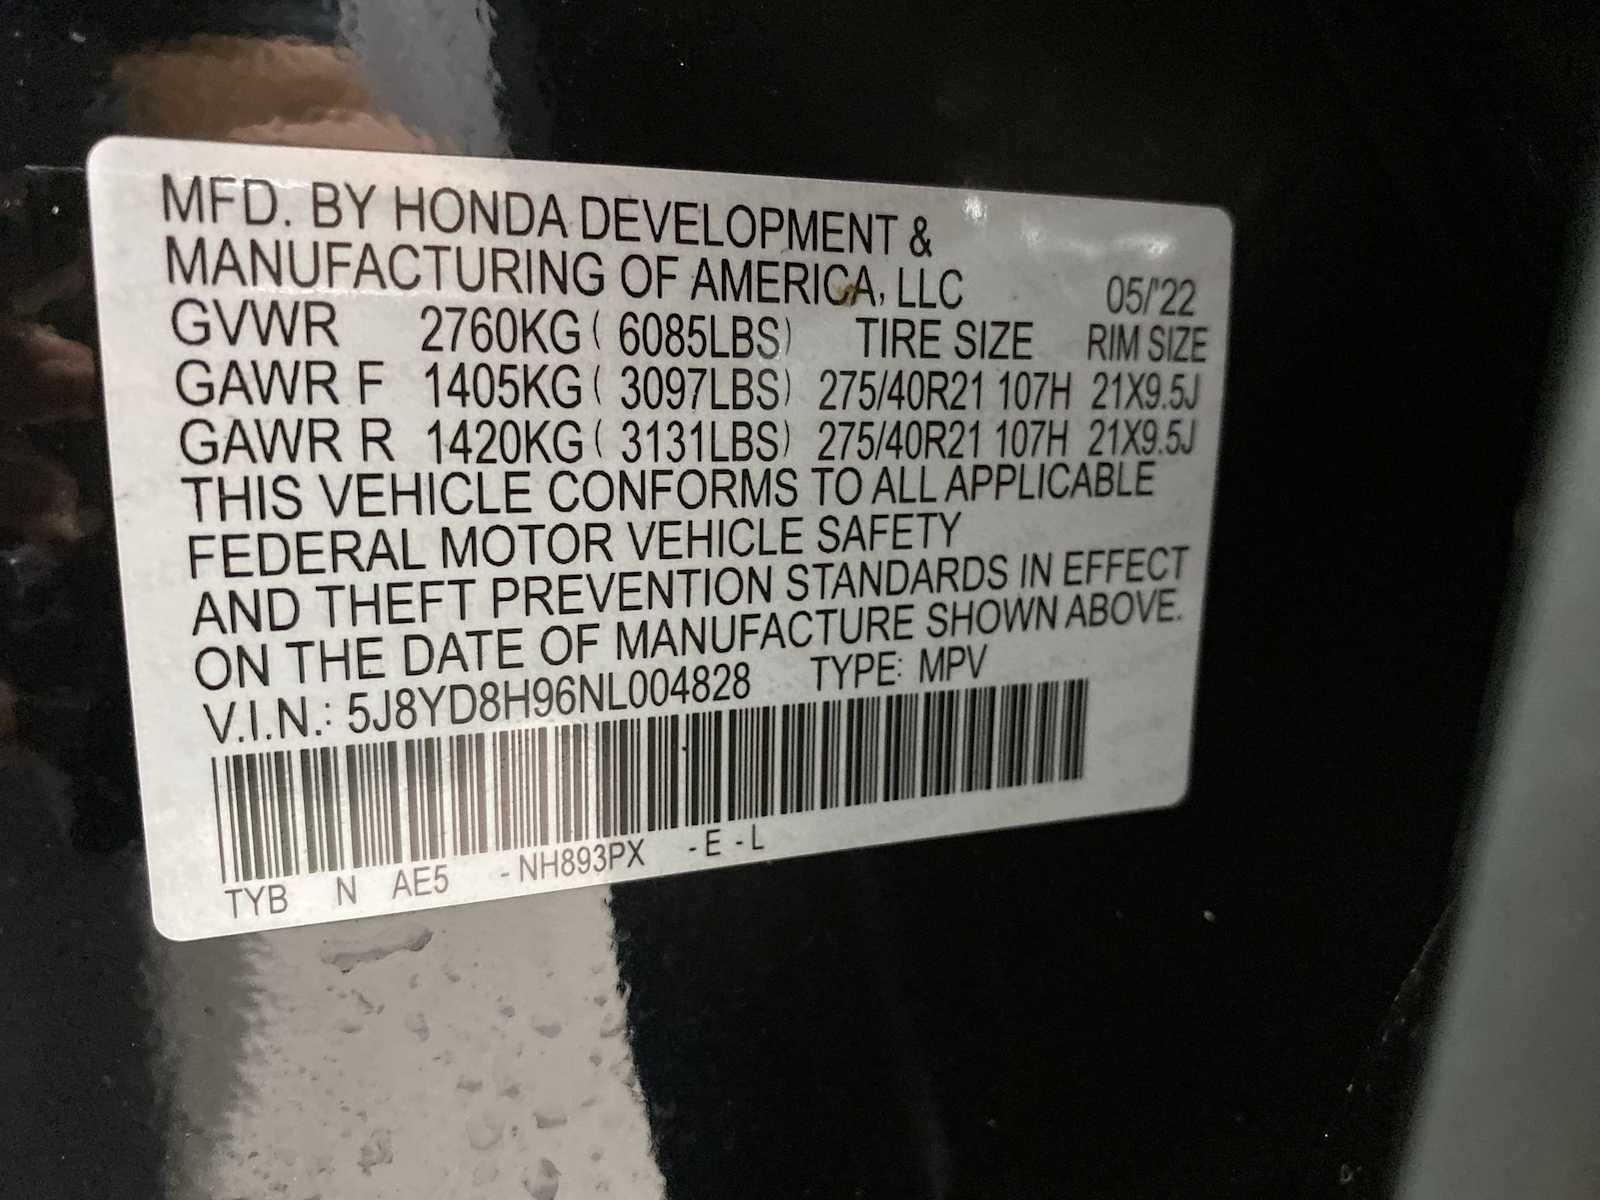 MFD. BY HONDA DEVELOPMENT &
MANUFACTURING OF AMERICA, LLC 05/'22
GVWR 2760KG ( 6085LBS) TIRE SIZE RIM SIZE
GAWR F 1405KG ( 3097LBS) 275/40R21 107H 21X9.5J
GAWR R 1420KG ( 3131LBS) 275/40R21 107H 21X9.5J
THIS VEHICLE CONFORMS TO ALL APPLICABLE
FEDERAL MOTOR VEHICLE SAFETY
AND THEFT PREVENTION STANDARDS IN EFFECT
ON THE DATE OF MANUFACTURE SHOWN ABOVE.
V.I.N.: 5J8YD8H96NL004828 TYPE: MPV
TYB N AE5 -NH893PX -E -L